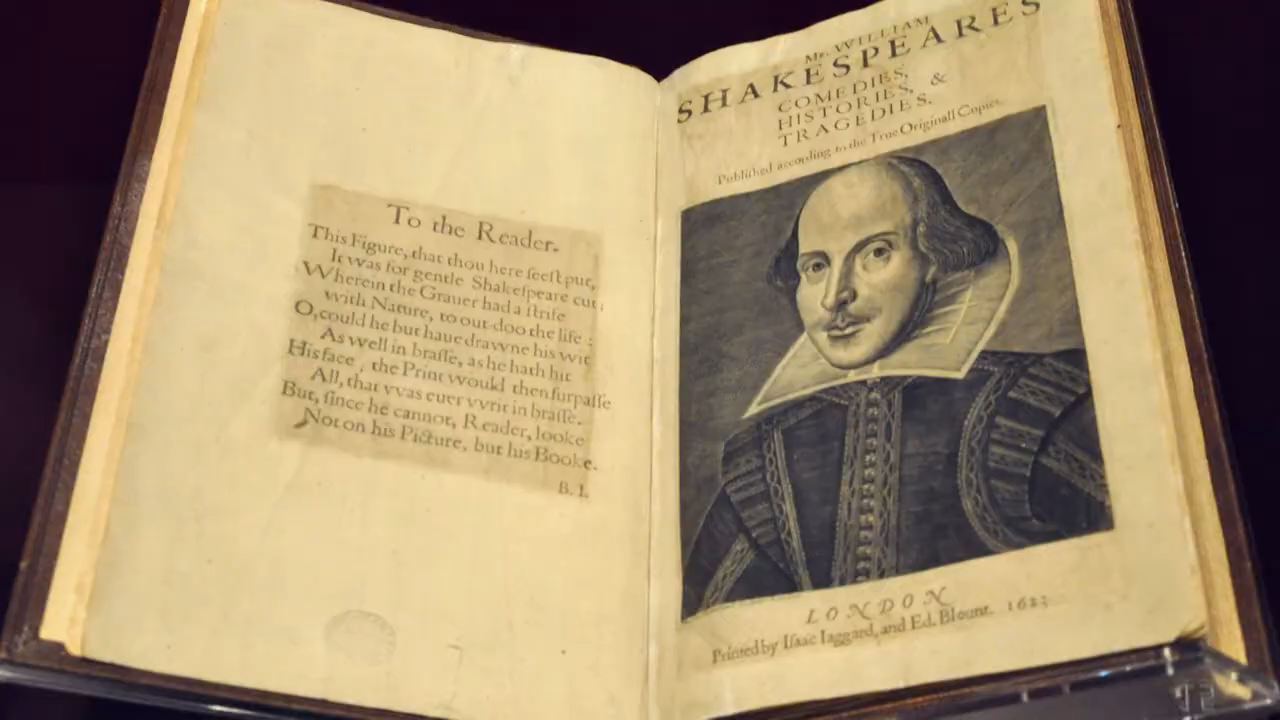 To the Reader.
This Figure, that thou here ſeeſt put,
It was for gentle Shakeſpeare cut;
Wherein the Grauer had a ſtrife
with Nature, to out-doo the life :
O, could he but haue dravvne his wit
As well in braſſe, as he hath hit
His face , the Print would then ſurpaſſe
All, that vvas euer vvrit in braſſe.
But, ſince he cannot, Reader, looke
Not on his Picture, but his Booke.
B. I.
Mr. WILLIAM
SHAKESPEARES
COMEDIES,
HISTORIES, &
TRAGEDIES.
Publiſhed according to the True Originall Copies.
LONDON
Printed by Iſaac Iaggard, and Ed. Blount. 1623